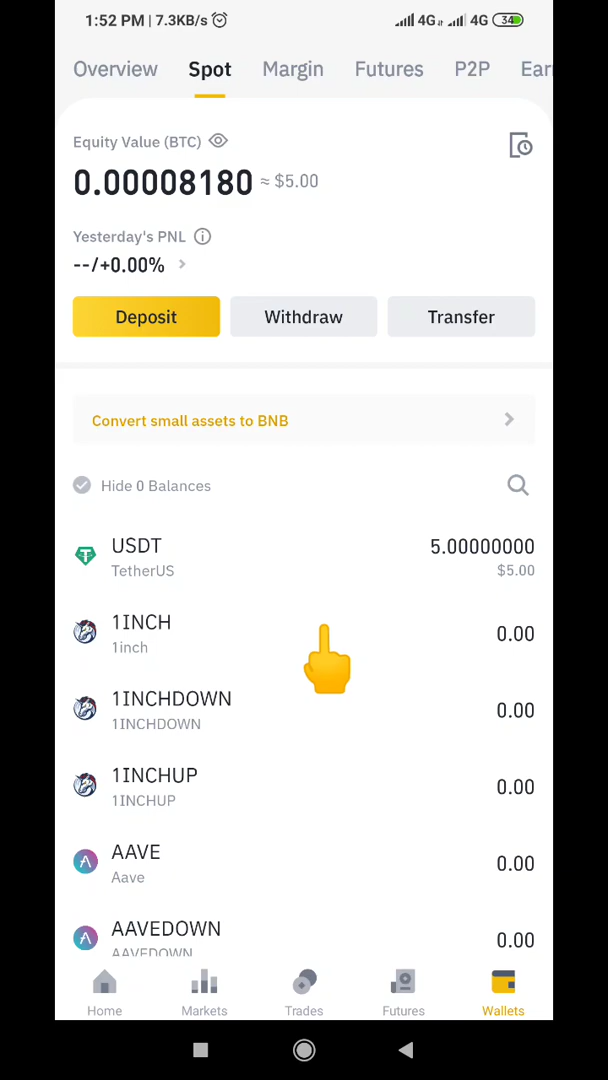 1:52 PM | 7.3KB/s 4G 4G 34
Overview Spot Margin Futures P2P Earn
Equity Value (BTC)
0.00008180 ≈ $5.00
Yesterday's PNL
--/+0.00%
Deposit Withdraw Transfer
Convert small assets to BNB
Hide 0 Balances
USDT 5.00000000
TetherUS $5.00
1INCH 0.00
1inch
1INCHDOWN 0.00
1INCHDOWN
1INCHUP 0.00
1INCHUP
AAVE 0.00
Aave
AAVEDOWN 0.00
AAVEDOWN
Home Markets Trades Futures Wallets